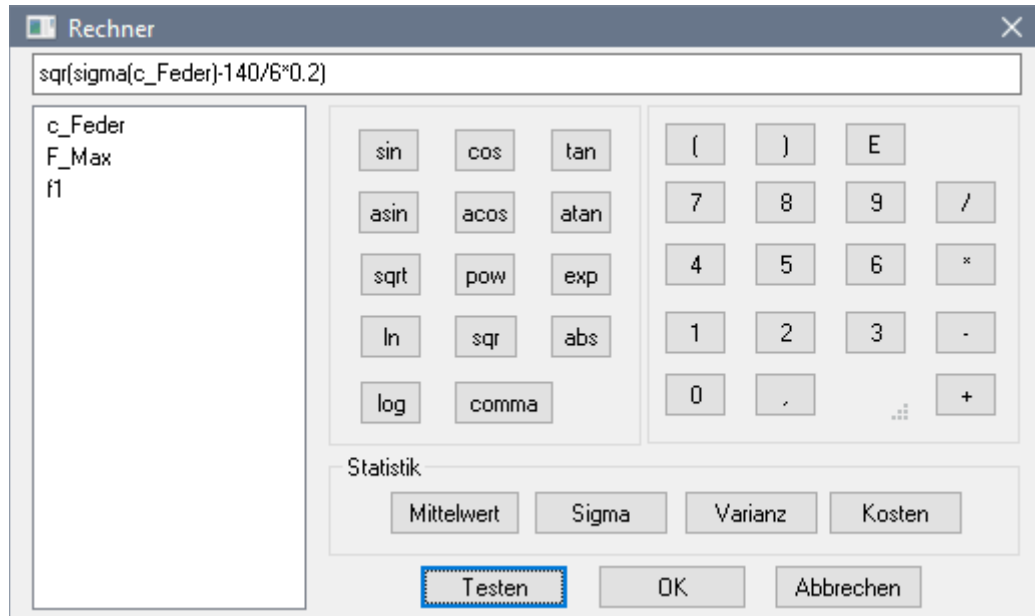 Rechner
sqr(sigma(c_Feder)-140/6*0.2)
c_Feder
F_Max
f1
sin cos tan
asin acos atan
sqrt pow exp
ln sqr abs
log comma
( ) E
7 8 9 /
4 5 6 *
1 2 3 -
0 , +
Statistik
Mittelwert Sigma Varianz Kosten
Testen OK Abbrechen